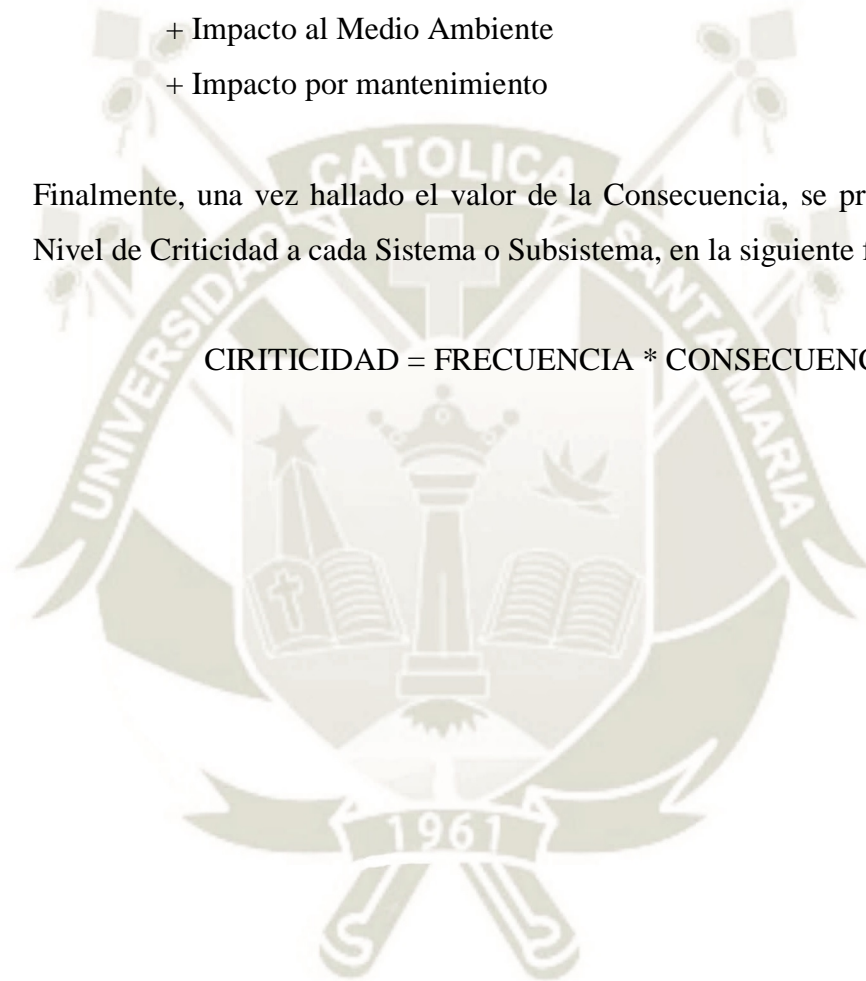 + Impacto al Medio Ambiente
+ Impacto por mantenimiento
Finalmente, una vez hallado el valor de la Consecuencia, se pr
Nivel de Criticidad a cada Sistema o Subsistema, en la siguiente f
CIRITICIDAD = FRECUENCIA * CONSECUENC
UNIVERSIDAD CATOLICA SANTA MARIA
1961